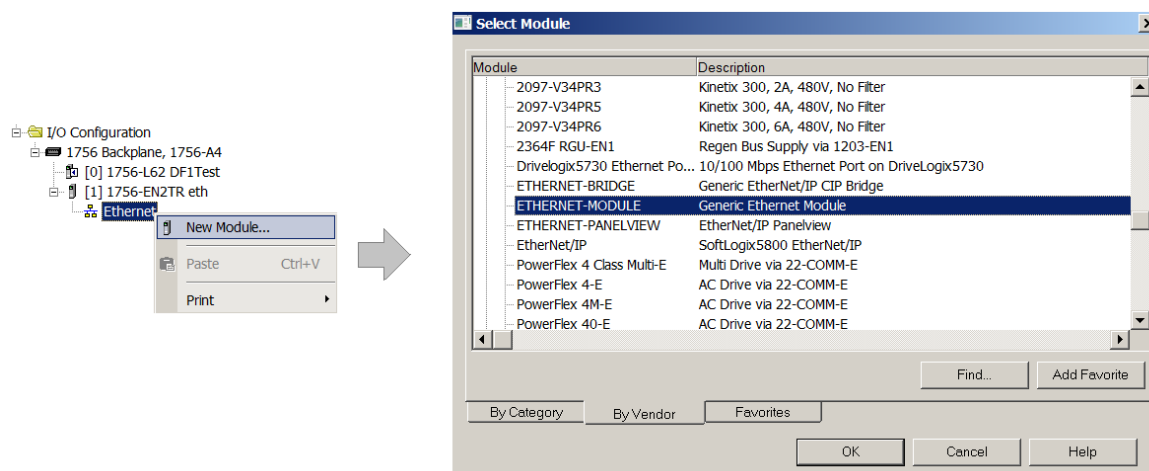 I/O Configuration
1756 Backplane, 1756-A4
[0] 1756-L62 DF1Test
[1] 1756-EN2TR eth
Ethernet
New Module...
Paste Ctrl+V
Print
Select Module
Module Description
2097-V34PR3 Kinetix 300, 2A, 480V, No Filter
2097-V34PR5 Kinetix 300, 4A, 480V, No Filter
2097-V34PR6 Kinetix 300, 6A, 480V, No Filter
2364F RGU-EN1 Regen Bus Supply via 1203-EN1
Drivelogix5730 Ethernet Po... 10/100 Mbps Ethernet Port on DriveLogix5730
ETHERNET-BRIDGE Generic EtherNet/IP CIP Bridge
ETHERNET-MODULE Generic Ethernet Module
ETHERNET-PANELVIEW EtherNet/IP Panelview
EtherNet/IP SoftLogix5800 EtherNet/IP
PowerFlex 4 Class Multi-E Multi Drive via 22-COMM-E
PowerFlex 4-E AC Drive via 22-COMM-E
PowerFlex 4M-E AC Drive via 22-COMM-E
PowerFlex 40-E AC Drive via 22-COMM-E
Find... Add Favorite
By Category By Vendor Favorites
OK Cancel Help